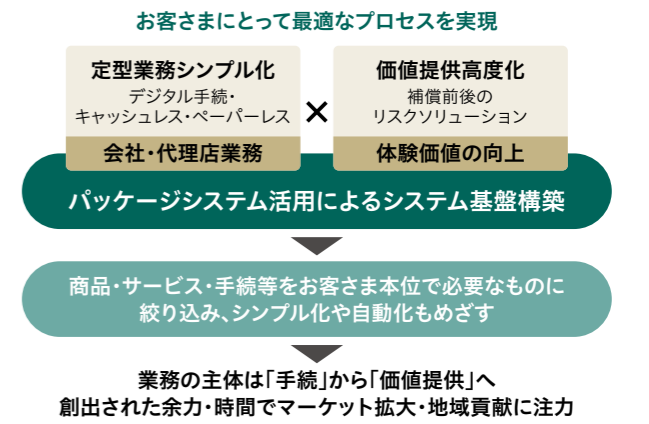 お客さまにとって最適なプロセスを実現
定型業務シンプル化
デジタル手続・
キャッシュレス・ペーパーレス
会社・代理店業務
×
価値提供高度化
補償前後の
リスクソリューション
体験価値の向上
パッケージシステム活用によるシステム基盤構築
商品・サービス・手続等をお客さま本位で必要なものに
絞り込み、シンプル化や自動化もめざす
業務の主体は「手続」から「価値提供」へ
創出された余力・時間でマーケット拡大・地域貢献に注力